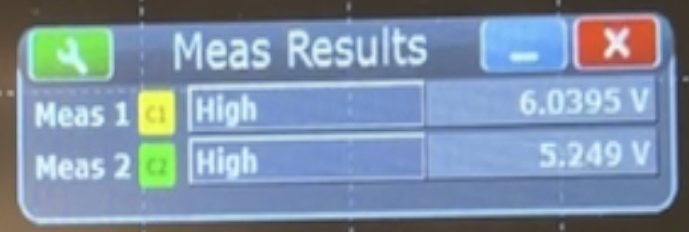 Meas Results
Meas 1 C1 High 6.0395 V
Meas 2 C2 High 5.249 V